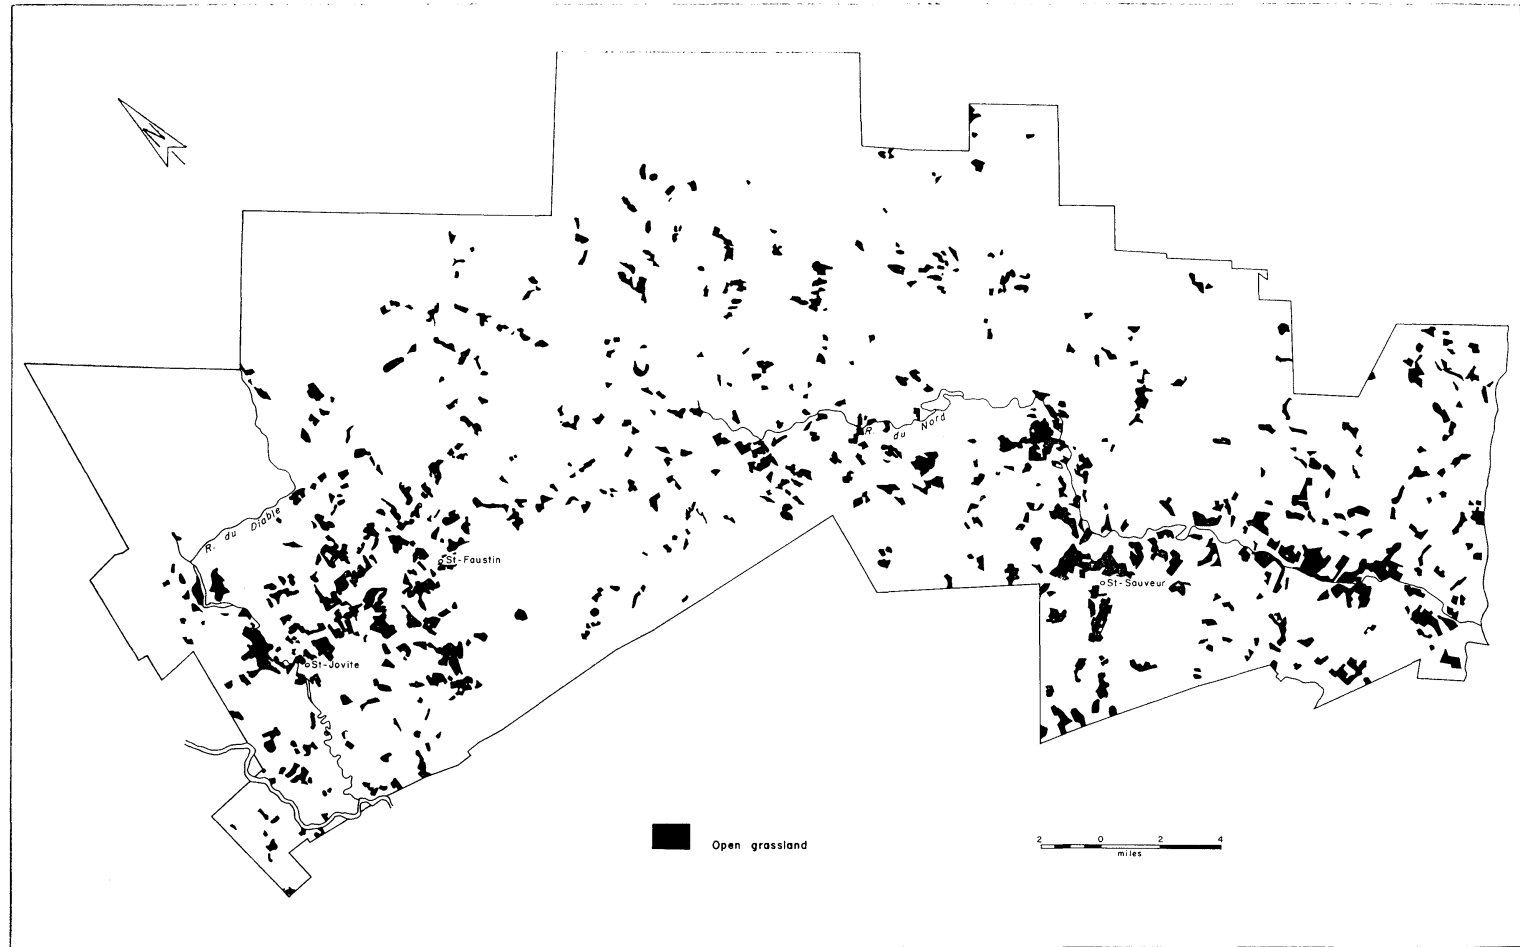 N
R. du Nord
R. du Diable
St-Faustin
St-Sauveur
St-Jovite
Open grassland
2 0 2 4
miles